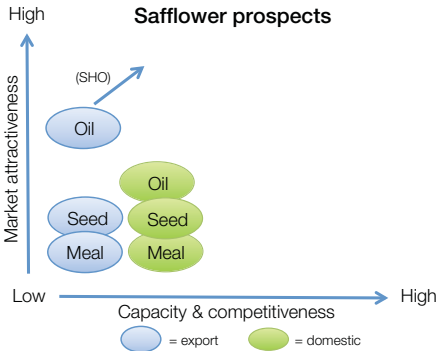 Safflower prospects
High
Market attractiveness
(SHO)
Oil
Oil
Seed
Seed
Meal
Meal
Low
High
Capacity & competitiveness
= export
= domestic